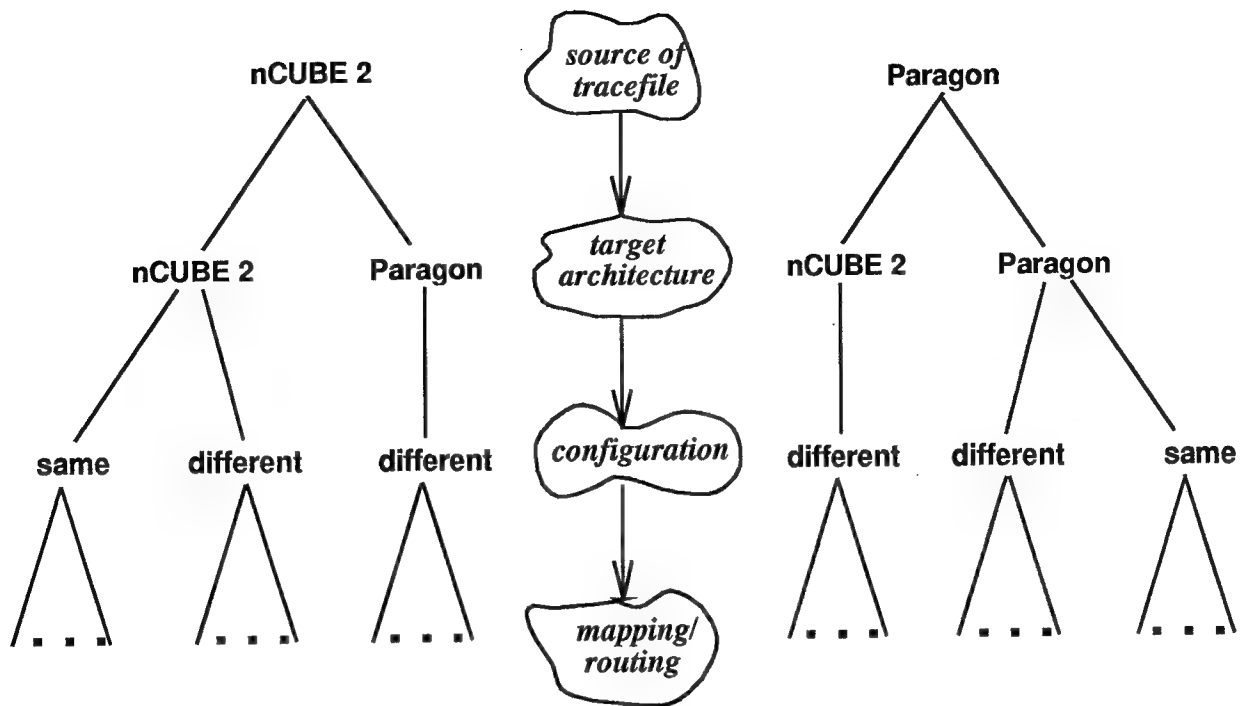 nCUBE 2
source of
tracefile
Paragon
nCUBE 2
Paragon
target
architecture
nCUBE 2
Paragon
same
different
different
configuration
different
different
same
mapping/
routing